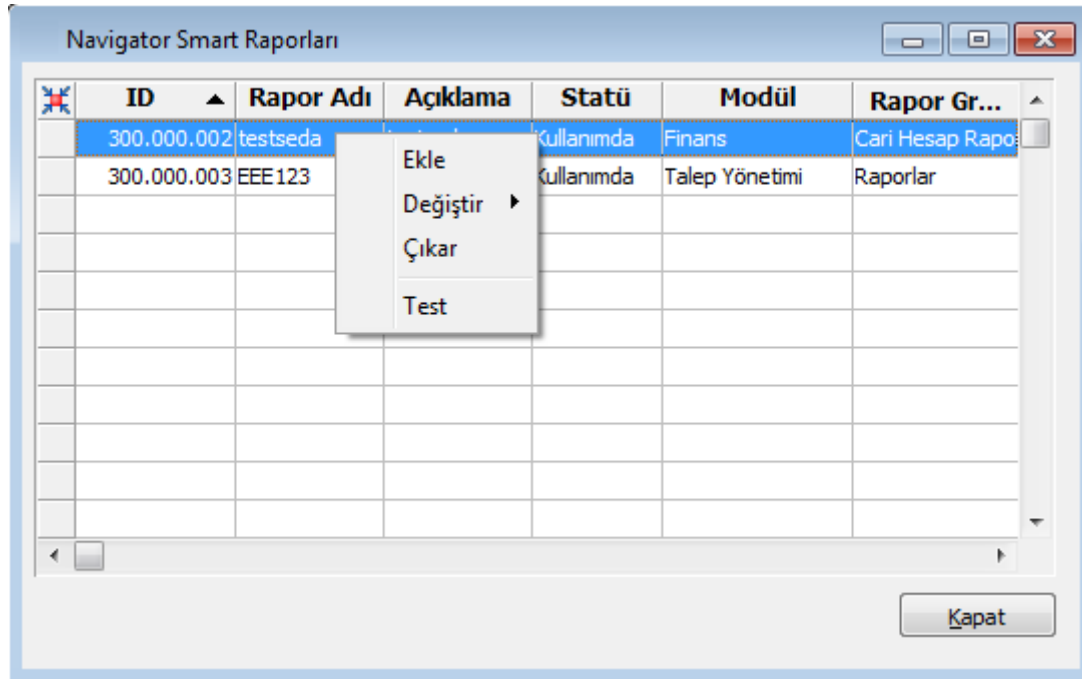 Navigator Smart Raporları
ID Rapor Adı Açıklama Statü Modül Rapor Gr...
300.000.002 testseda Kullanımda Finans Cari Hesap Rapo
300.000.003 EEE123 Kullanımda Talep Yönetimi Raporlar
Ekle
Değiştir
Çıkar
Test
Kapat